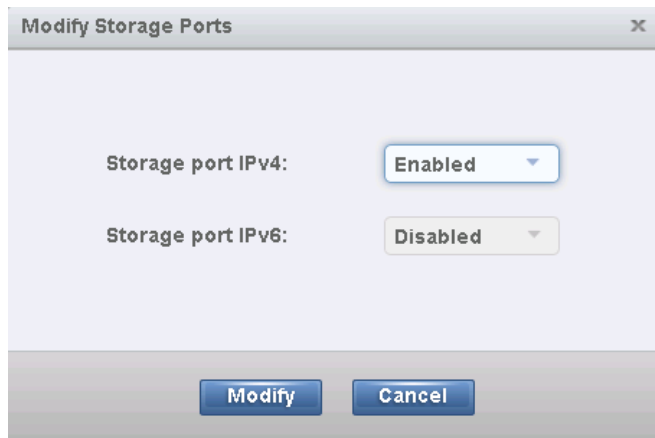 Modify Storage Ports x
Storage port IPv4: Enabled
Storage port IPv6: Disabled
Modify Cancel